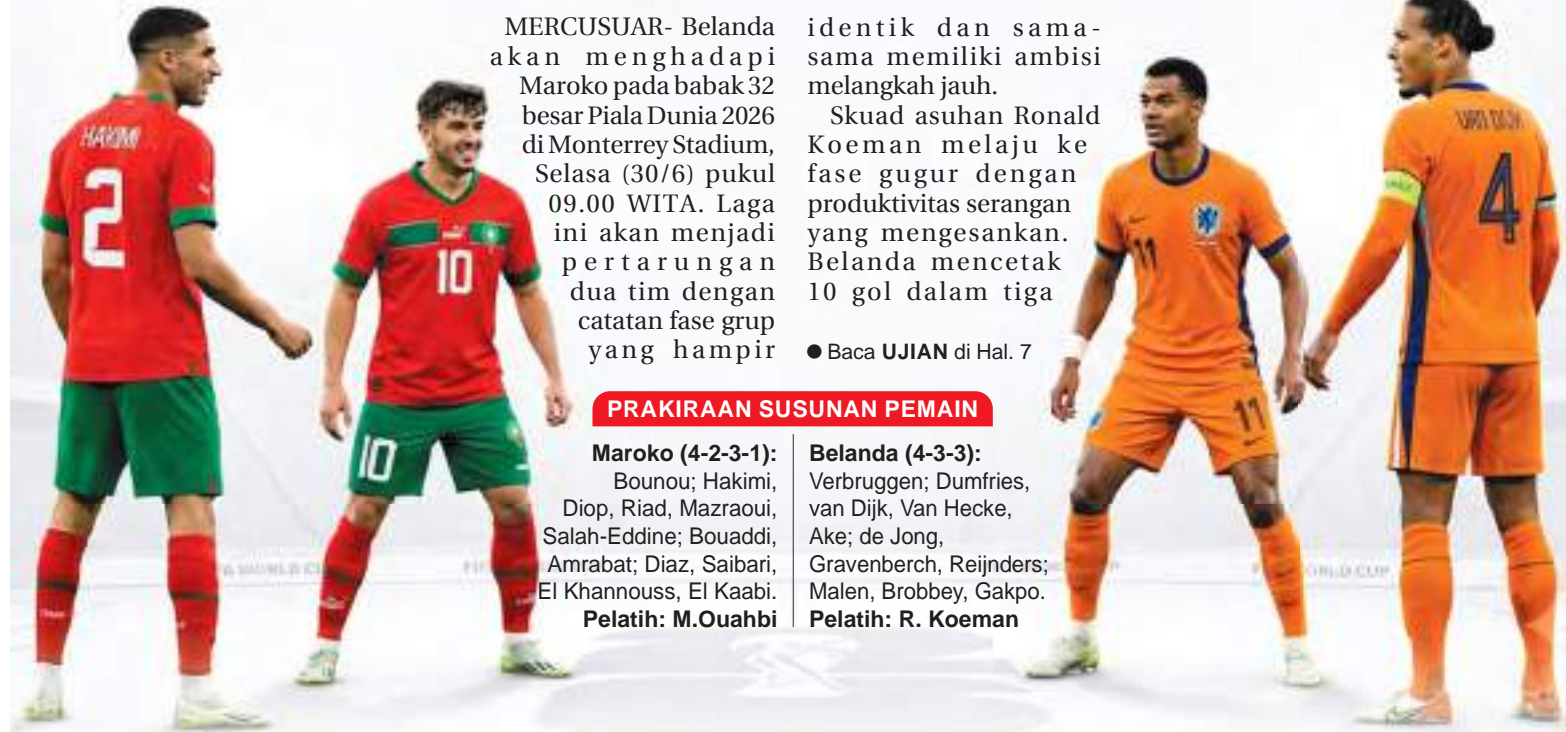 MERCUSUAR- Belanda
akan menghadapi
Maroko pada babak 32
besar Piala Dunia 2026
di Monterrey Stadium,
Selasa (30/6) pukul
09.00 WITA. Laga
ini akan menjadi
pertarungan
dua tim dengan
catatan fase grup
yang hampir
identik dan sama-
sama memiliki ambisi
melangkah jauh.
Skuad asuhan Ronald
Koeman melaju ke
fase gugur dengan
produktivitas serangan
yang mengesankan.
Belanda mencetak
10 gol dalam tiga
● Baca UJIAN di Hal. 7
PRAKIRAAN SUSUNAN PEMAIN
Maroko (4-2-3-1):
Bounou; Hakimi,
Diop, Riad, Mazraoui,
Salah-Eddine; Bouaddi,
Amrabat; Diaz, Saibari,
El Khannouss, El Kaabi.
Pelatih: M.Ouahbi
Belanda (4-3-3):
Verbruggen; Dumfries,
van Dijk, Van Hecke,
Ake; de Jong,
Gravenberch, Reijnders;
Malen, Brobbey, Gakpo.
Pelatih: R. Koeman
HAKIMI
2
10
10
11
11
VAN DIJK
4
WORLD CUP